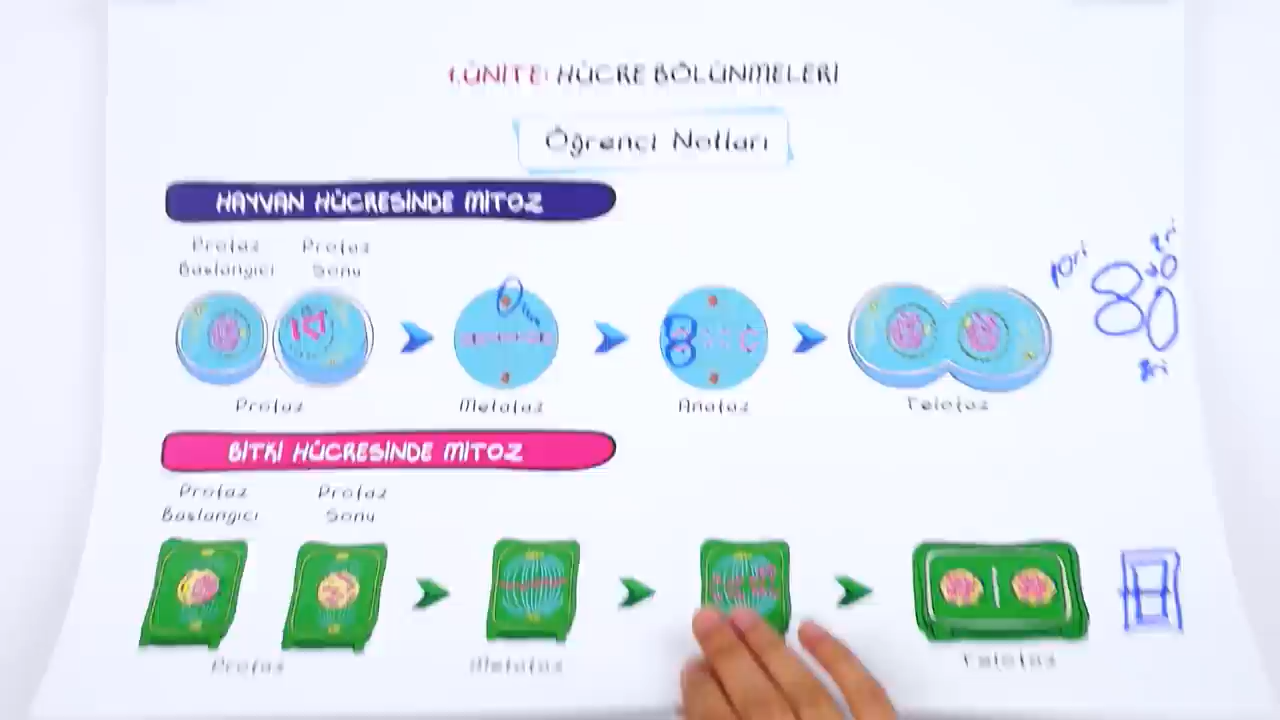 1.ÜNİTE: HÜCRE BÖLÜNMELERİ
Öğrenci Notları
HAYVAN HÜCRESİNDE MİTOZ
Profaz Başlangıcı
Profaz Sonu
Profaz
Metafaz
Anafaz
Telofaz
BİTKİ HÜCRESİNDE MİTOZ
Profaz Başlangıcı
Profaz Sonu
Profaz
Metafaz
Telofaz